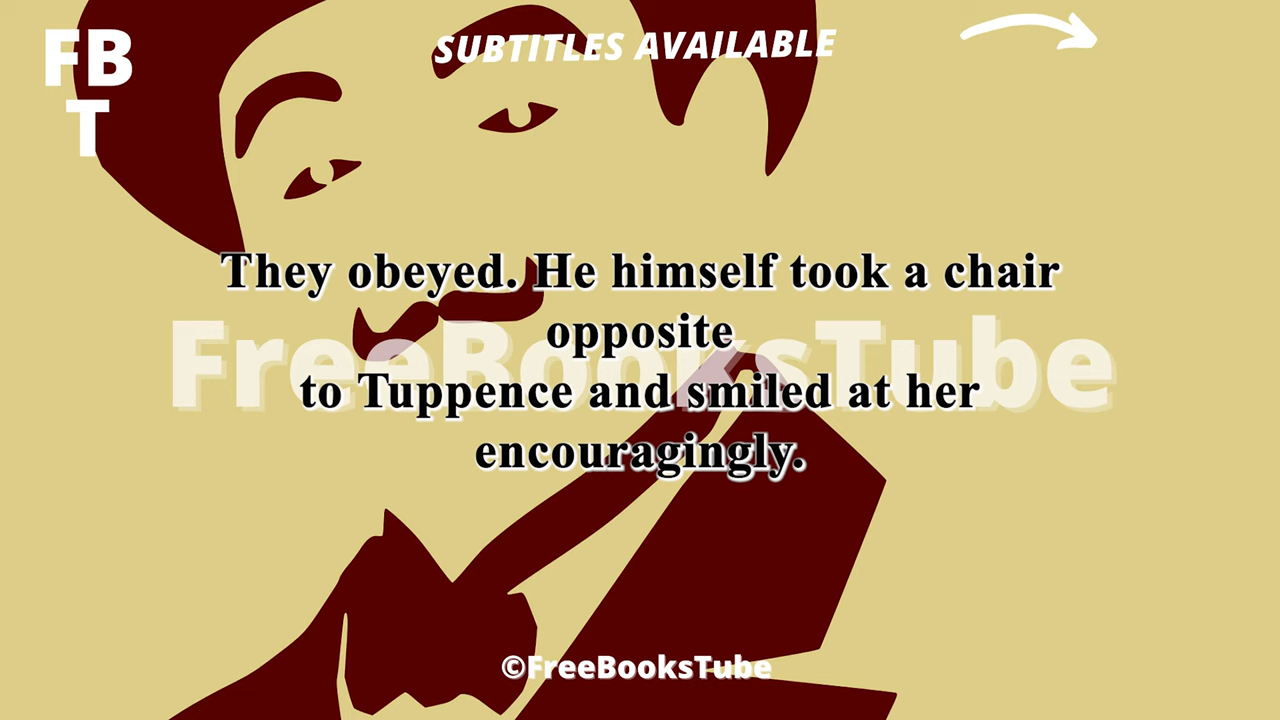 FB
T
SUBTITLES AVAILABLE
They obeyed. He himself took a chair
opposite
FreeBooksTube
to Tuppence and smiled at her
encouragingly.
©FreeBooksTube